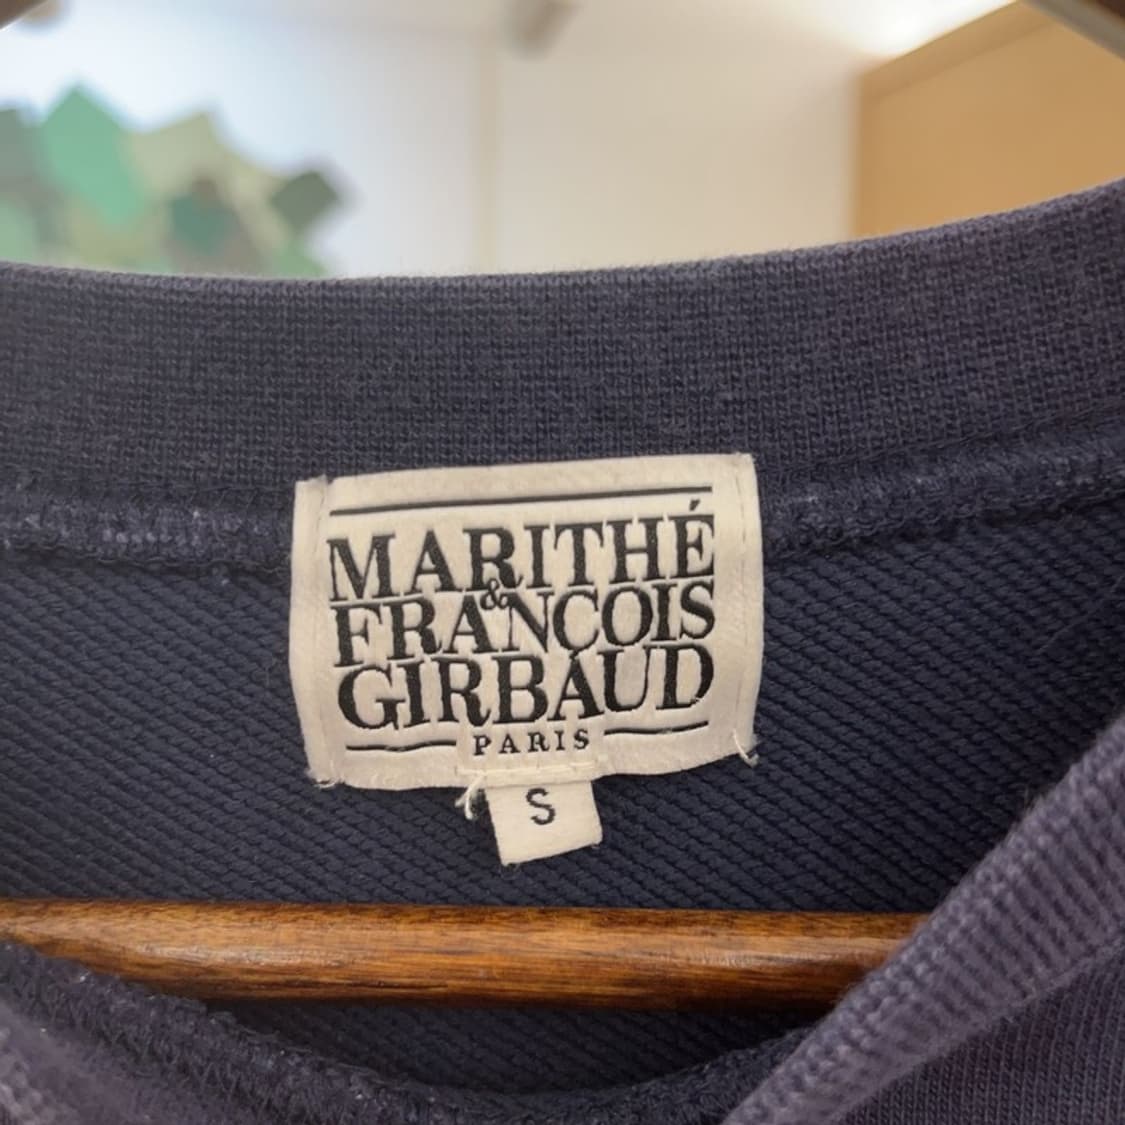 MARITHÉ
&
FRANÇOIS
GIRBAUD
PARIS
S